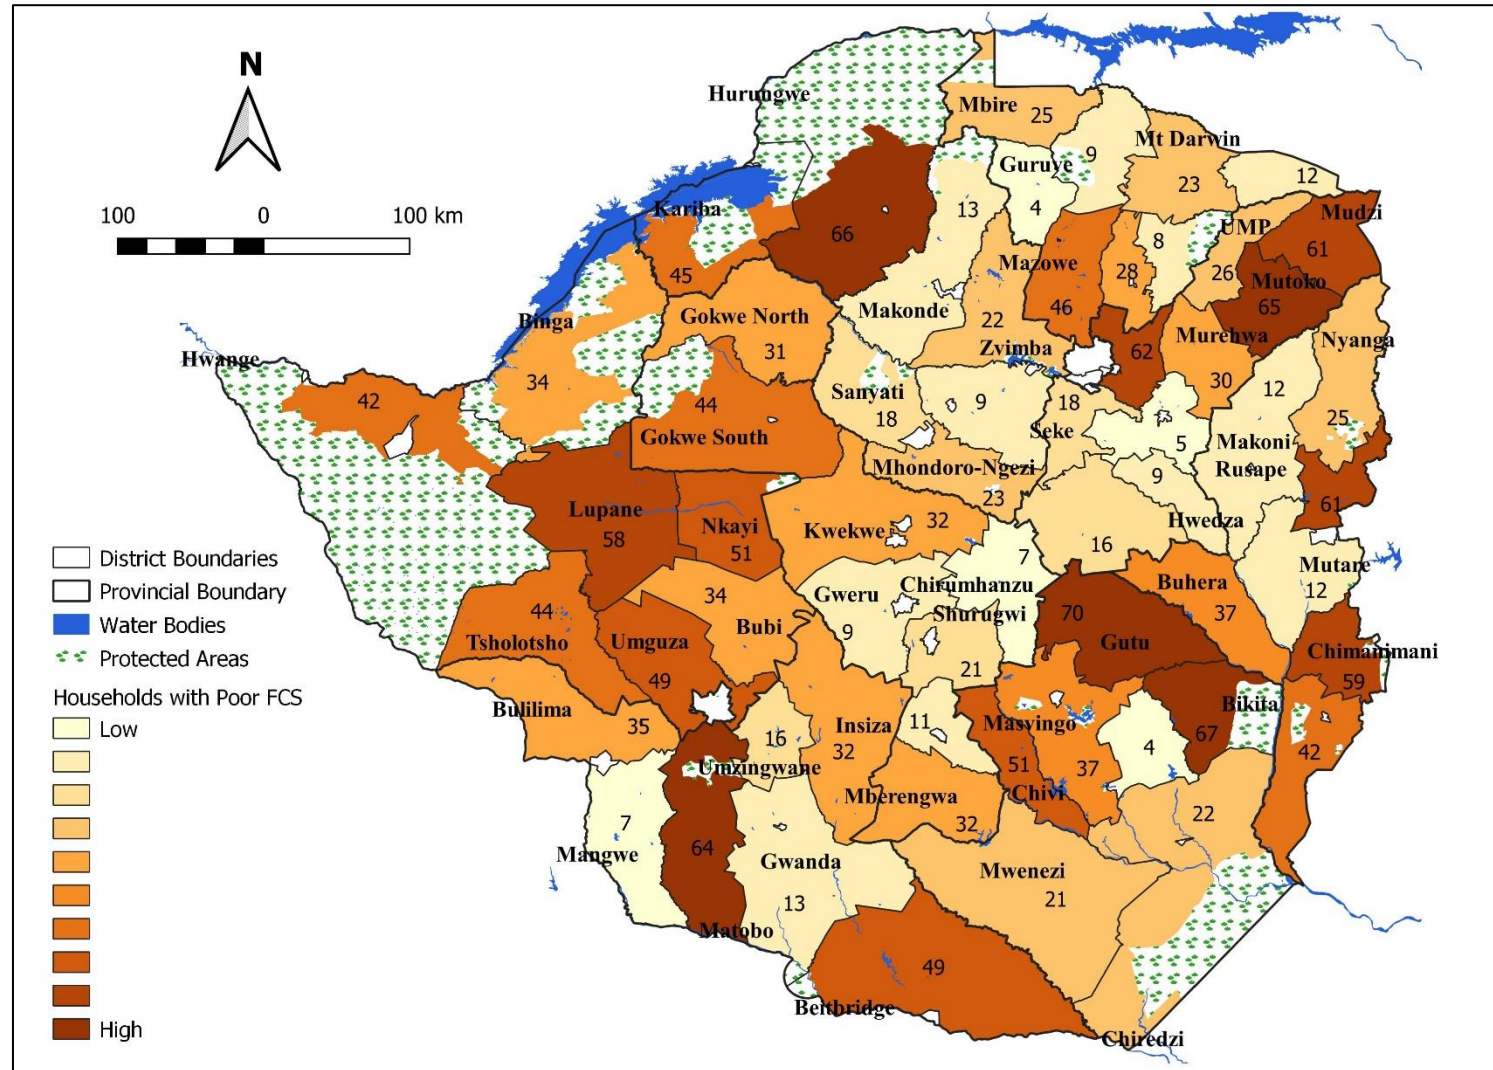 N
Hurungwe
Mbire
25
Mt Darwin
9
Guruve
4
23
12
100 0 100 km
Kariba
13
8
UMP
Mudzi
66
61
45
Mazowe
28
26
Mutoko
46
65
Binga
Gokwe North
Makonde
22
Murehwa
Nyanga
Hwange
31
Zvimba
62
34
30
12
42
Sanyati
9
18
44
18
25
Gokwe South
Seke
5
Makoni
Mhondoro-Ngezi
Rusape
9
23
61
Lupane
Nkayi
Kwekwe
32
Hwedza
58
51
7
16
Mutare
District Boundaries
Provincial Boundary
Water Bodies
Protected Areas
Households with Poor FCS
Low
High
Gweru
Chirumhanzu
Buhera
12
34
Shurugwi
44
70
37
Tsholotsho
Umguza
Bubi
9
Gutu
Chimanimani
49
21
59
Bulilima
35
Insiza
11
Masvingo
Bikita
16
32
67
42
Umzingwane
51
37
4
Mberengwa
Chivi
7
32
22
64
Mangwe
Gwanda
Mwenezi
13
21
Matobo
49
Beitbridge
Chiredzi